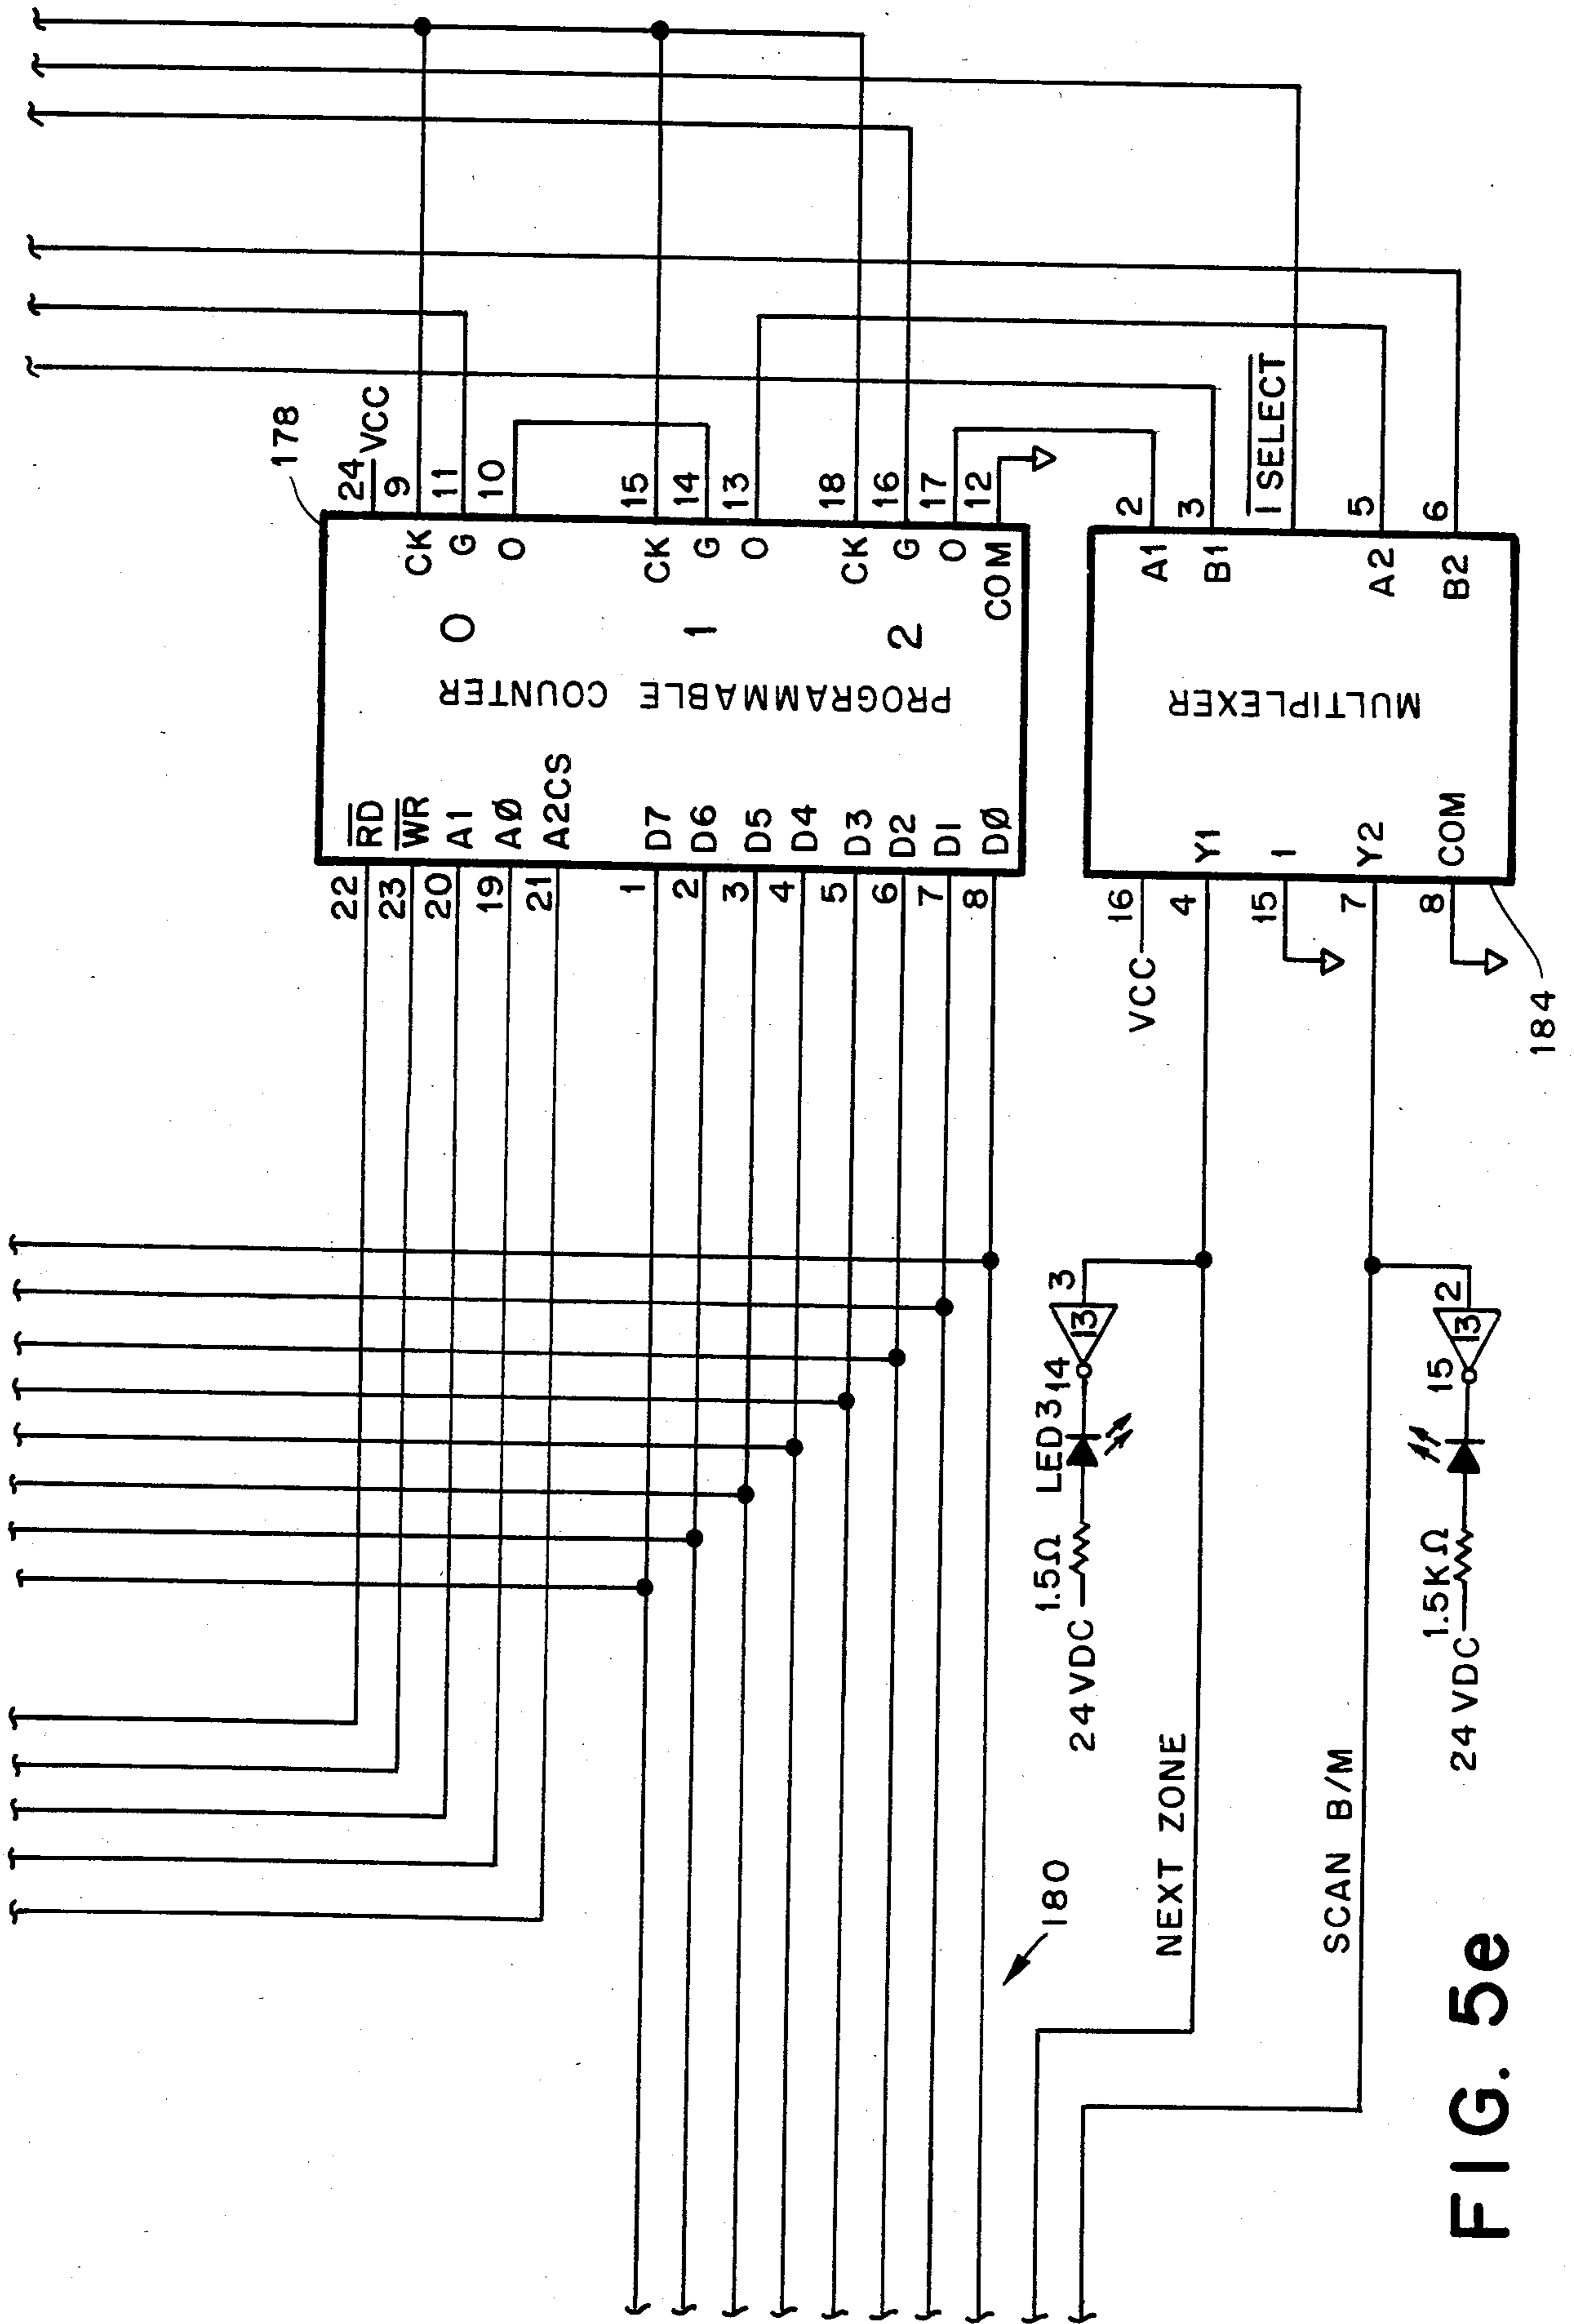 178
24 VCC
9
11
10
15
14
13
18
16
17
12
CK
G
O
CK
G
O
CK
G
O
COM
0
1
2
PROGRAMMABLE COUNTER
RD
WR
A1
AØ
A2CS
D7
D6
D5
D4
D3
D2
D1
DØ
22
23
20
19
21
1
2
3
4
5
6
7
8
2
3
1 SELECT
5
6
A1
B1
A2
B2
MULTIPLEXER
Y1
1
Y2
COM
VCC 16
4
15
7
8
184
3
13
14
LED3
1.5Ω
24 VDC
2
13
15
1.5KΩ
24 VDC
NEXT ZONE
SCAN B/M
180
FIG. 5e